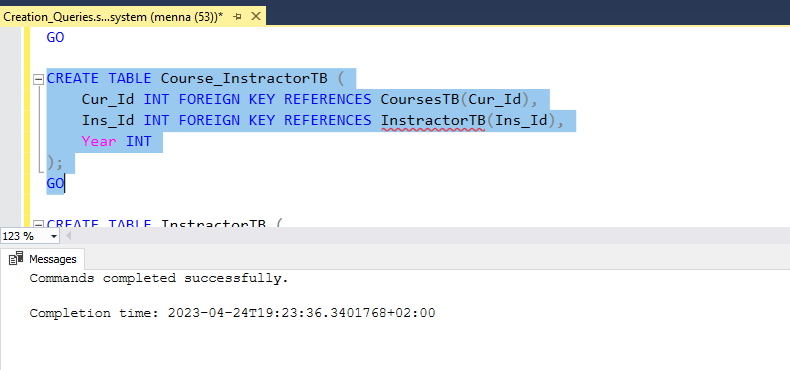 Creation_Queries.s...system (menna (53))*
GO
CREATE TABLE Course_InstractorTB (
Cur_Id INT FOREIGN KEY REFERENCES CoursesTB(Cur_Id),
Ins_Id INT FOREIGN KEY REFERENCES InstractorTB(Ins_Id),
Year INT
);
GO
CREATE TABLE InstractorTB (
123 %
Messages
Commands completed successfully.
Completion time: 2023-04-24T19:23:36.3401768+02:00